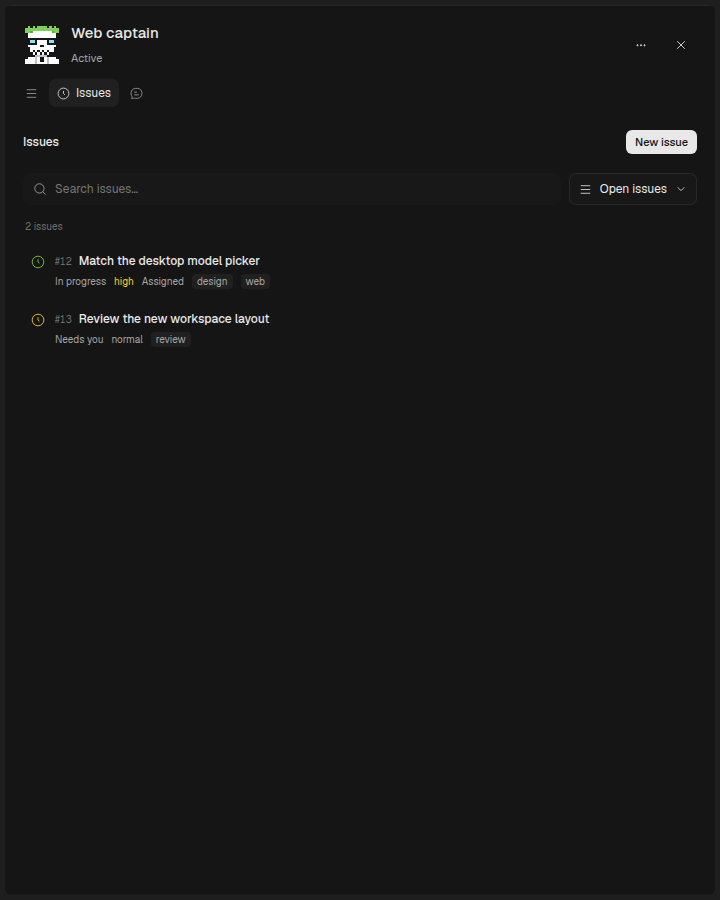 Web captain
Active
Issues
Issues
New issue
Search issues...
Open issues
2 issues
#12 Match the desktop model picker
In progress high Assigned design web
#13 Review the new workspace layout
Needs you normal review